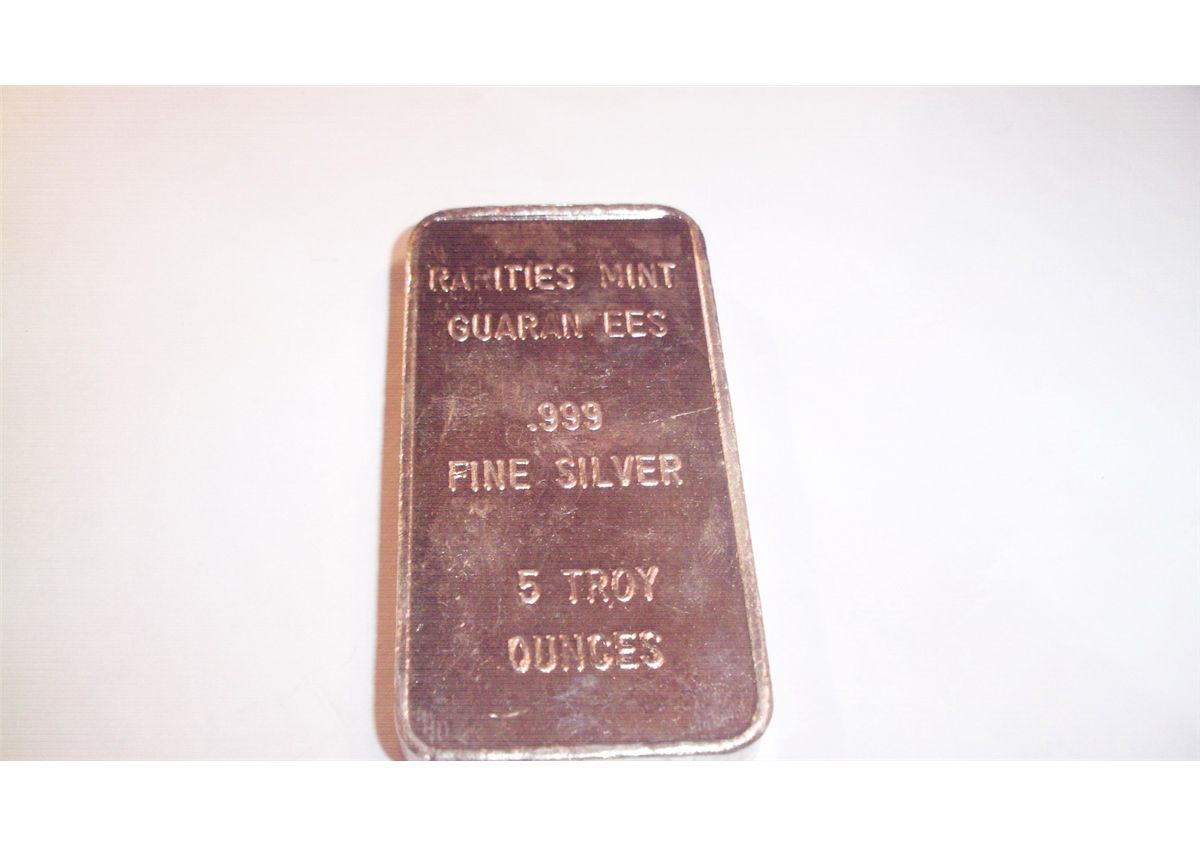 RARITIES MINT
GUARAN EES
.999
FINE SILVER
5 TROY
OUNCES